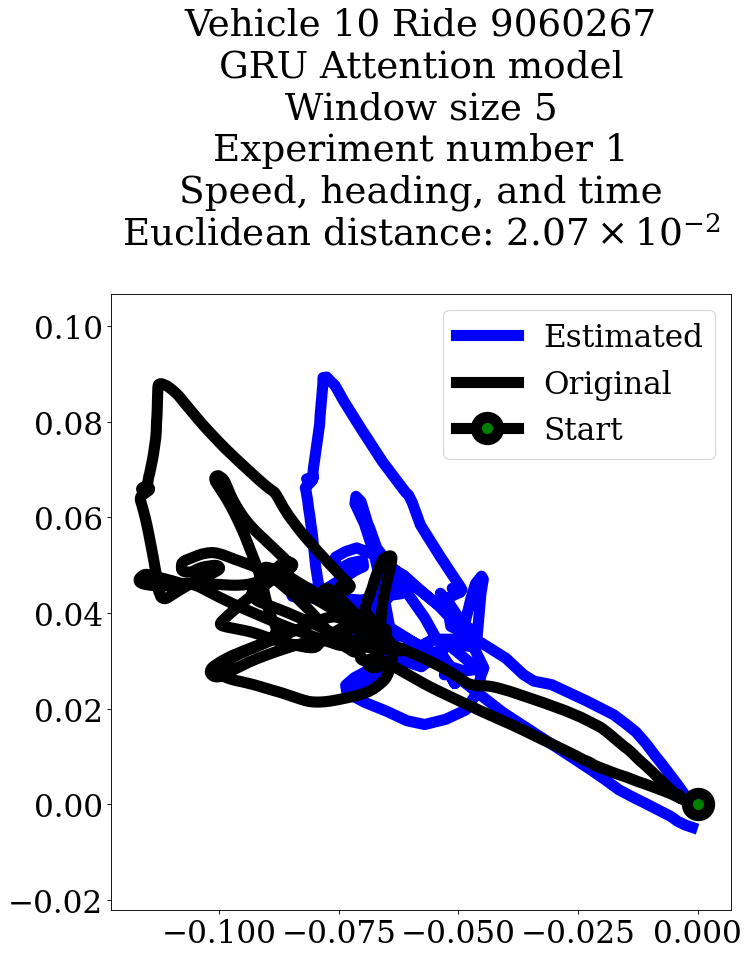 Vehicle 10 Ride 9060267
GRU Attention model
Window size 5
Experiment number 1
Speed, heading, and time
Euclidean distance: 2.07 × 10⁻²
Estimated
Original
Start
0.10
0.08
0.06
0.04
0.02
0.00
−0.02
−0.100 −0.075 −0.050 −0.025 0.000